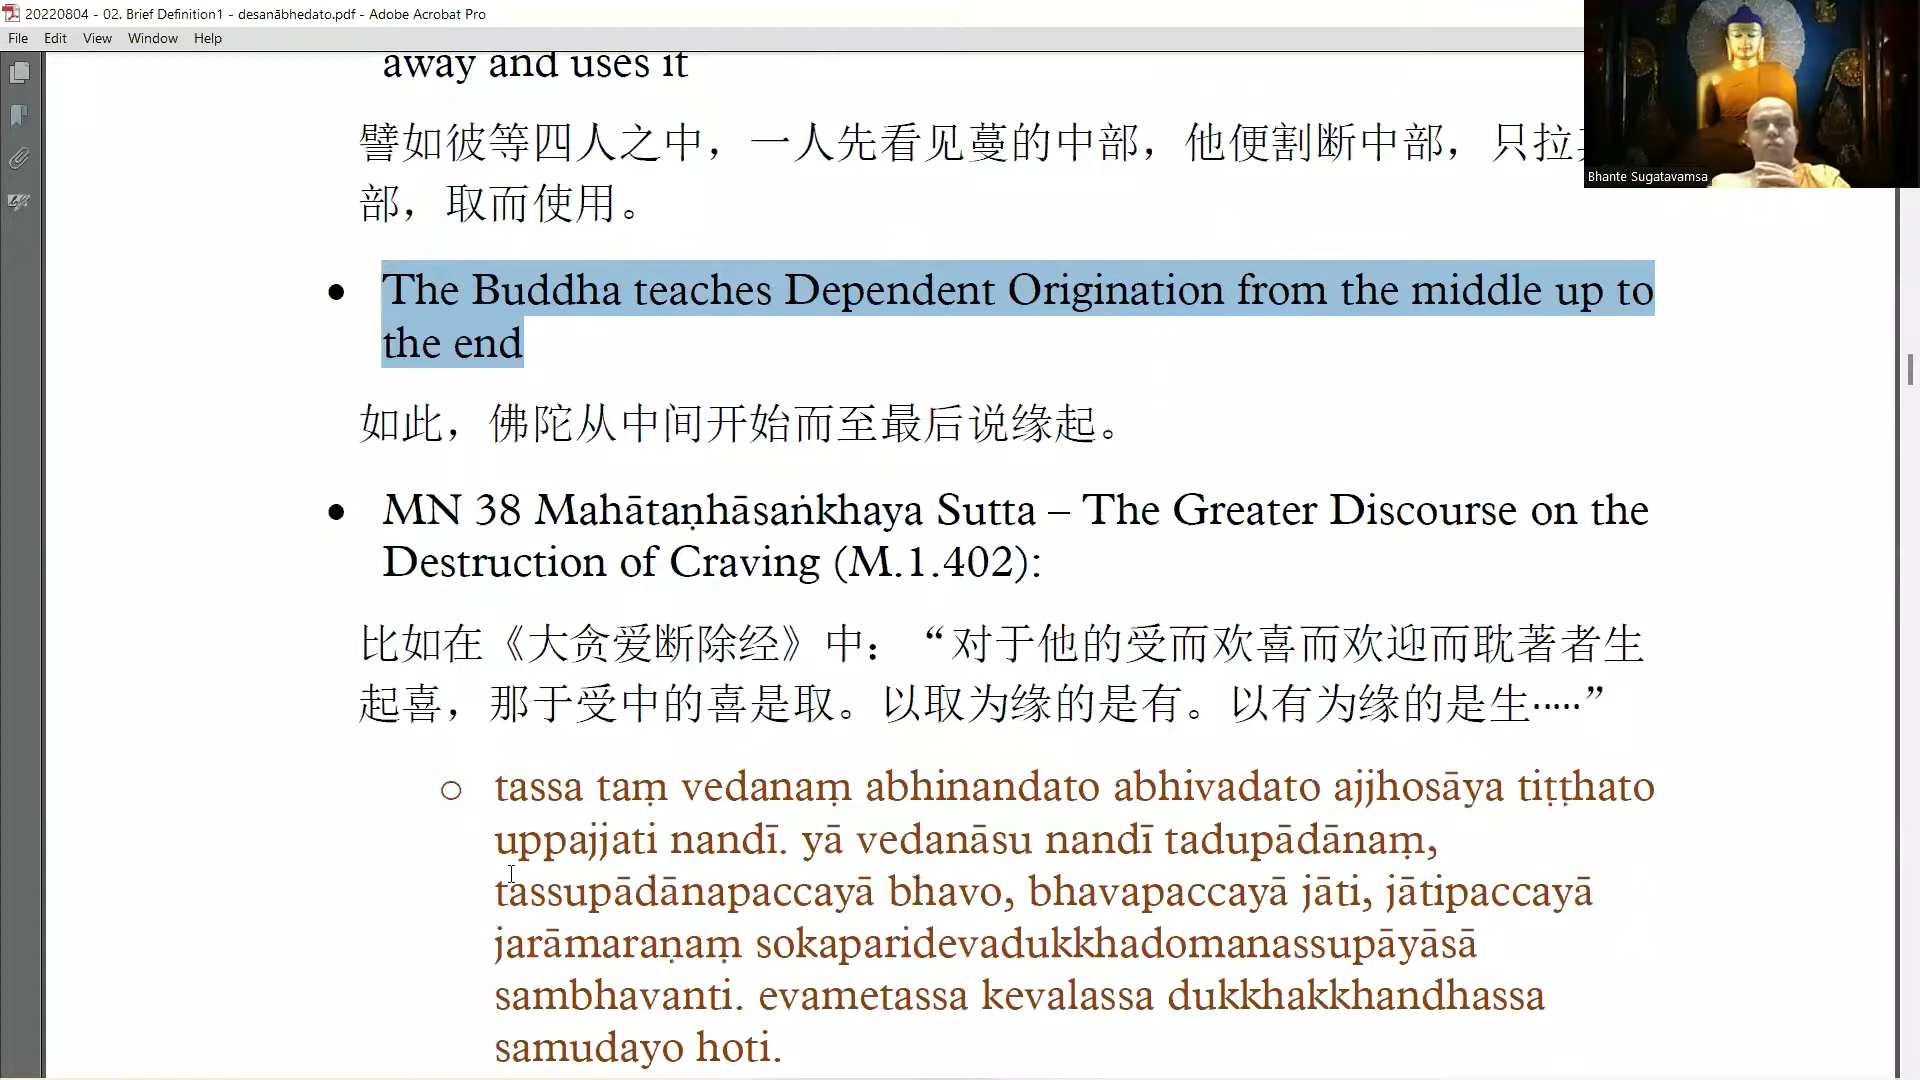 20220804 - 02. Brief Definition1 - desanābhedato.pdf - Adobe Acrobat Pro
File Edit View Window Help
away and uses it
譬如彼等四人之中，一人先看见蔓的中部，他便割断中部，只拉
部，取而使用。
Bhante Sugatavamsa
• The Buddha teaches Dependent Origination from the middle up to
the end
如此，佛陀从中间开始而至最后说缘起。
• MN 38 Mahātaṇhāsaṅkhaya Sutta – The Greater Discourse on the
Destruction of Craving (M.1.402):
比如在《大贪爱断除经》中：“对于他的受而欢喜而欢迎而耽著者生
起喜，那于受中的喜是取。以取为缘的是有。以有为缘的是生·····”
o tassa taṃ vedanaṃ abhinandato abhivadato ajjhosāya tiṭṭhato
uppajjati nandī. yā vedanāsu nandī tadupādānaṃ,
tassupādānapaccayā bhavo, bhavapaccayā jāti, jātipaccayā
jarāmaraṇaṃ sokaparidevadukkhadomanassupāyāsā
sambhavanti. evametassa kevalassa dukkhakkhandhassa
samudayo hoti.